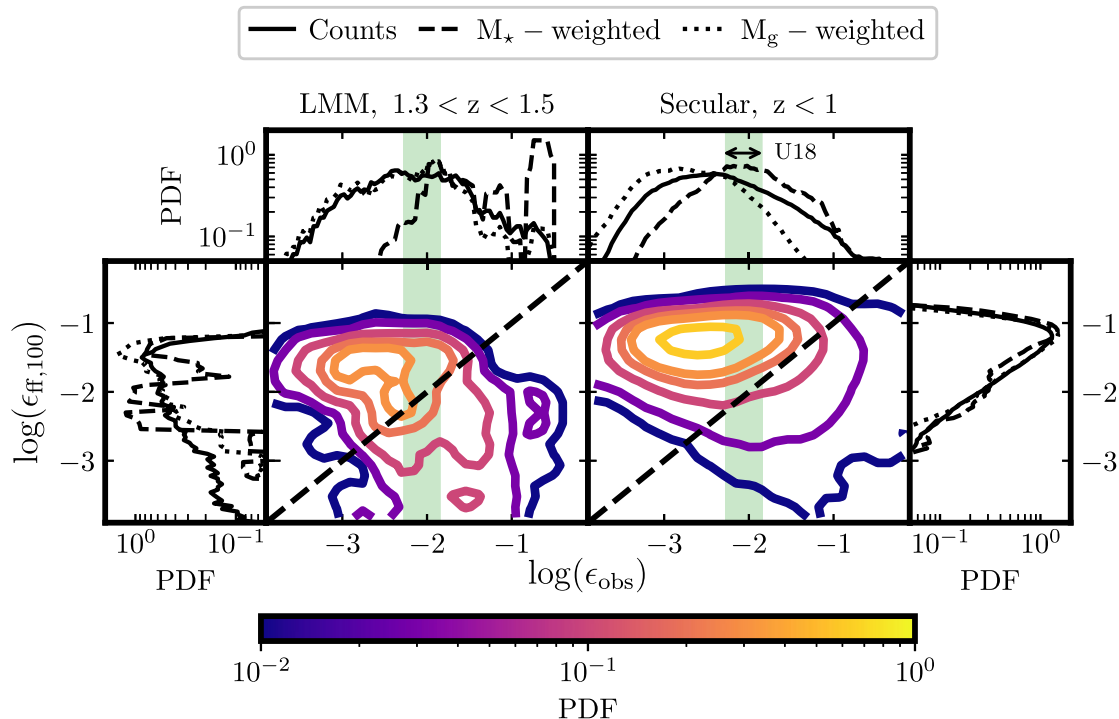 Counts M⋆ − weighted Mg − weighted
LMM, 1.3 < z < 1.5 Secular, z < 1
U18
PDF
10⁰
10⁻¹
log(ϵff,100)
−1
−2
−3
−1
−2
−3
10⁰ 10⁻¹
−3 −2 −1
−3 −2 −1
10⁻¹ 10⁰
PDF
log(ϵobs)
PDF
10⁻² 10⁻¹ 10⁰
PDF